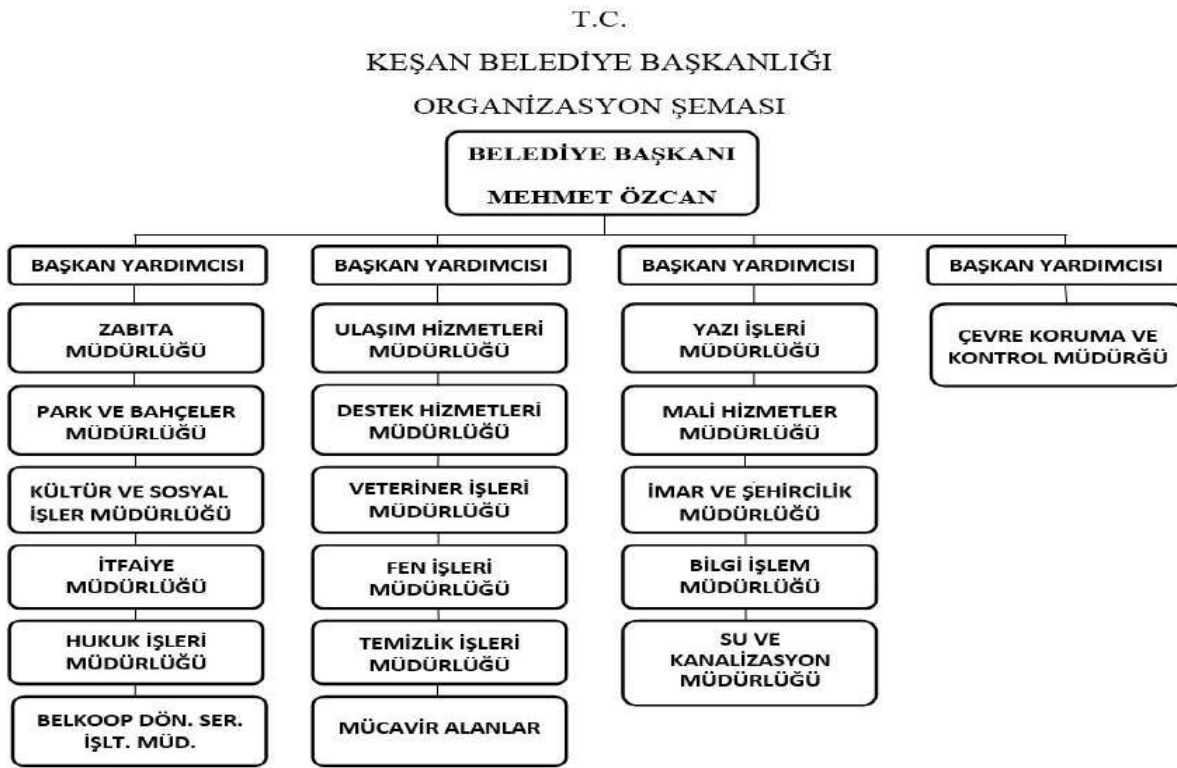 T.C.
KEŞAN BELEDİYE BAŞKANLIĞI
ORGANİZASYON ŞEMASI
BELEDİYE BAŞKANI
MEHMET ÖZCAN
BAŞKAN YARDIMCISI
ZABITA
MÜDÜRLÜĞÜ
PARK VE BAHÇELER
MÜDÜRLÜĞÜ
KÜLTÜR VE SOSYAL
İŞLER MÜDÜRLÜĞÜ
İTFAİYE
MÜDÜRLÜĞÜ
HUKUK İŞLERİ
MÜDÜRLÜĞÜ
BELKOOP DÖN. SER.
İŞLT. MÜD.
BAŞKAN YARDIMCISI
ULAŞIM HİZMETLERİ
MÜDÜRLÜĞÜ
DESTEK HİZMETLERİ
MÜDÜRLÜĞÜ
VETERİNER İŞLERİ
MÜDÜRLÜĞÜ
FEN İŞLERİ
MÜDÜRLÜĞÜ
TEMİZLİK İŞLERİ
MÜDÜRLÜĞÜ
MÜCAVİR ALANLAR
BAŞKAN YARDIMCISI
YAZI İŞLERİ
MÜDÜRLÜĞÜ
MALİ HİZMETLER
MÜDÜRLÜĞÜ
İMAR VE ŞEHİRCİLİK
MÜDÜRLÜĞÜ
BİLGİ İŞLEM
MÜDÜRLÜĞÜ
SU VE
KANALİZASYON
MÜDÜRLÜĞÜ
BAŞKAN YARDIMCISI
ÇEVRE KORUMA VE
KONTROL MÜDÜRĞÜ